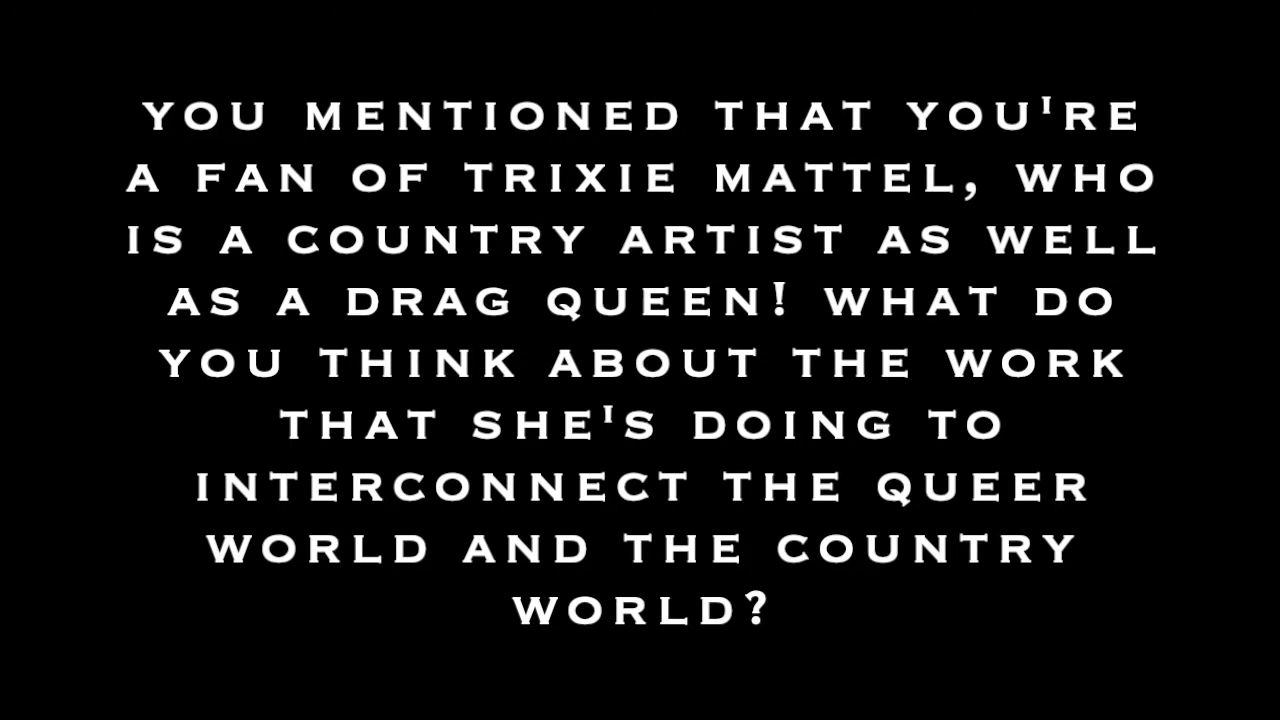 YOU MENTIONED THAT YOU'RE
A FAN OF TRIXIE MATTEL, WHO
IS A COUNTRY ARTIST AS WELL
AS A DRAG QUEEN! WHAT DO
YOU THINK ABOUT THE WORK
THAT SHE'S DOING TO
INTERCONNECT THE QUEER
WORLD AND THE COUNTRY
WORLD?